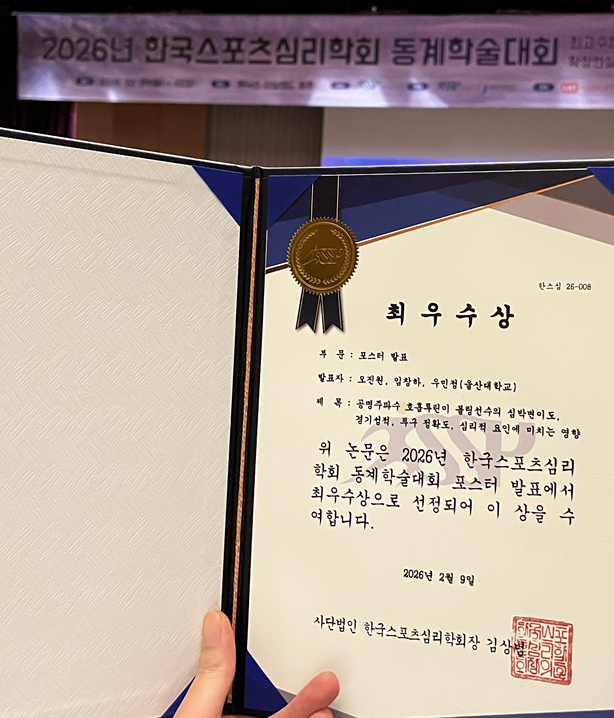 2026년 한국스포츠심리학회 동계학술대회
한스심 26-008
최우수상
부 문 : 포스터 발표
발표자 : 오진원, 임창하, 우민정(울산대학교)
제 목 : 공명주파수 호흡루틴이 볼링선수의 심박변이도,
경기성적, 투구 정확도, 심리적 요인에 미치는 영향
위 논문은 2026년 한국스포츠심리
학회 동계학술대회 포스터 발표에서
최우수상으로 선정되어 이 상을 수
여합니다.
2026년 2월 9일
사단법인 한국스포츠심리학회장 김상범